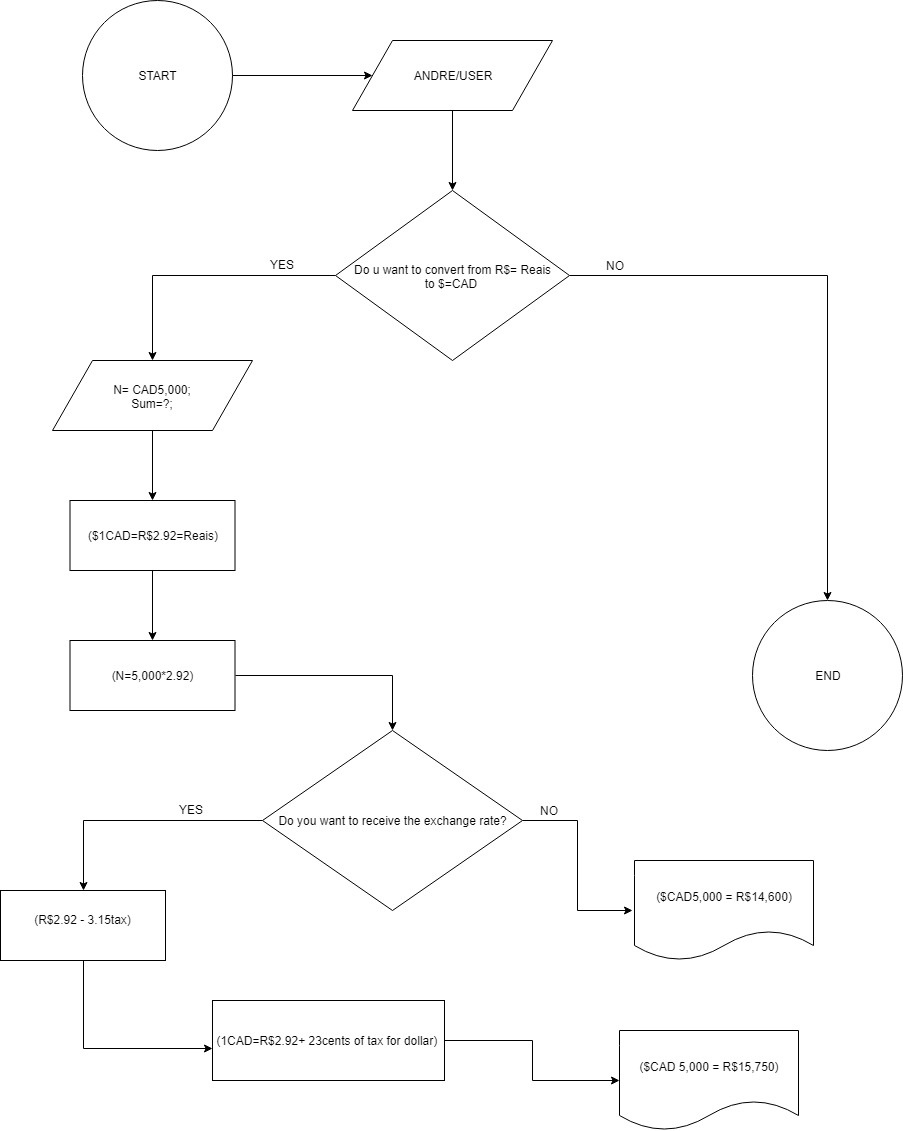 START
ANDRE/USER
Do u want to convert from R$= Reais
to $=CAD
YES
NO
N= CAD5,000;
Sum=?;
($1CAD=R$2.92=Reais)
(N=5,000*2.92)
END
Do you want to receive the exchange rate?
YES
NO
($CAD5,000 = R$14,600)
(R$2.92 - 3.15tax)
(1CAD=R$2.92+ 23cents of tax for dollar)
($CAD 5,000 = R$15,750)